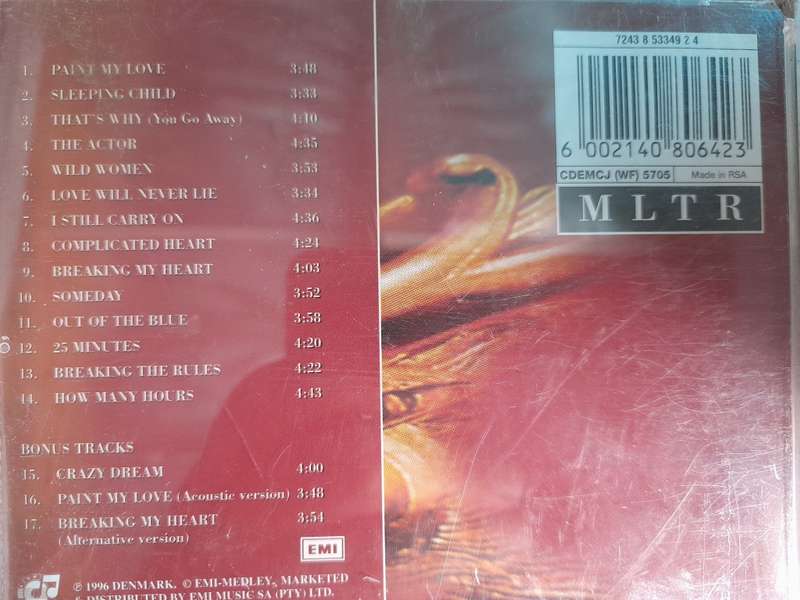 1. PAINT MY LOVE 3:48
2. SLEEPING CHILD 3:33
3. THAT'S WHY (You Go Away) 4:10
4. THE ACTOR 4:35
5. WILD WOMEN 3:53
6. LOVE WILL NEVER LIE 3:34
7. I STILL CARRY ON 4:36
8. COMPLICATED HEART 4:24
9. BREAKING MY HEART 4:03
10. SOMEDAY 3:52
11. OUT OF THE BLUE 3:58
12. 25 MINUTES 4:20
13. BREAKING THE RULES 4:22
14. HOW MANY HOURS 4:43
BONUS TRACKS
15. CRAZY DREAM 4:00
16. PAINT MY LOVE (Acoustic version) 3:48
17. BREAKING MY HEART 3:54
(Alternative version)
EMI
℗ 1996 DENMARK. © EMI-MEDLEY, MARKETED
& DISTRIBUTED BY EMI MUSIC SA (PTY) LTD.
7243 8 53349 2 4
6 002140 806423
CDEMCJ (WF) 5705 Made in RSA
MLTR